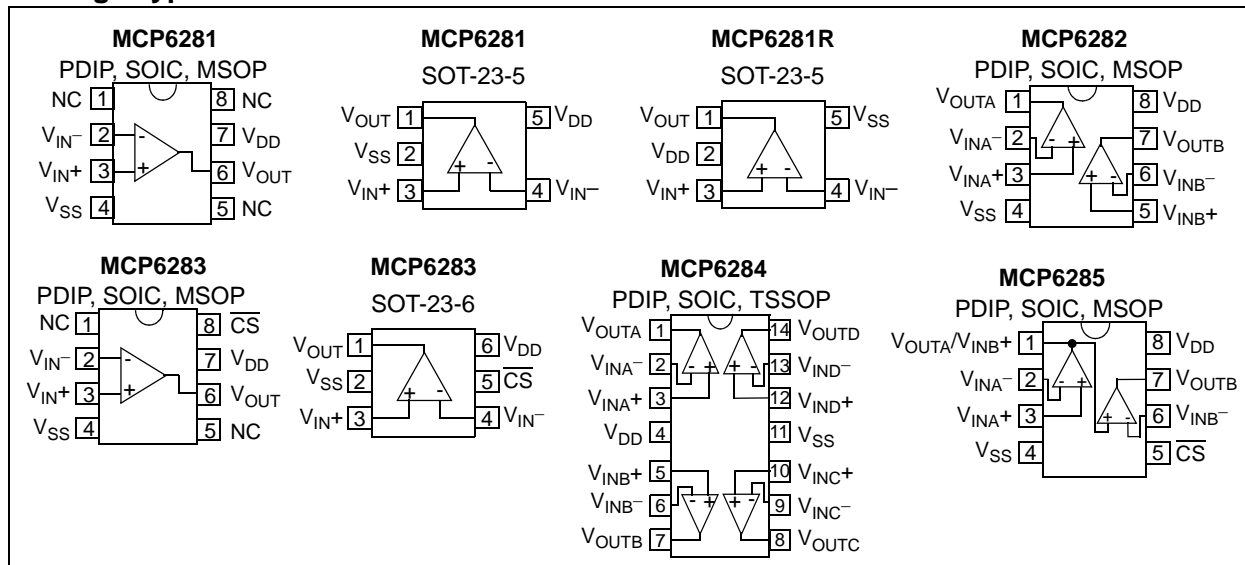 MCP6281
PDIP, SOIC, MSOP
NC 1
8 NC
VIN– 2
7 VDD
VIN+ 3
6 VOUT
VSS 4
5 NC
-
+
MCP6281
SOT-23-5
VOUT 1
5 VDD
VSS 2
VIN+ 3
4 VIN–
+ -
MCP6281R
SOT-23-5
VOUT 1
5 VSS
VDD 2
VIN+ 3
4 VIN–
+ -
MCP6282
PDIP, SOIC, MSOP
VOUTA 1
8 VDD
VINA– 2
7 VOUTB
VINA+ 3
6 VINB–
VSS 4
5 VINB+
- +
+ -
MCP6283
PDIP, SOIC, MSOP
NC 1
8 C̅S̅
VIN– 2
7 VDD
VIN+ 3
6 VOUT
VSS 4
5 NC
-
+
MCP6283
SOT-23-6
VOUT 1
6 VDD
VSS 2
5 C̅S̅
VIN+ 3
4 VIN–
+ -
MCP6284
PDIP, SOIC, TSSOP
VOUTA 1
14 VOUTD
VINA– 2
13 VIND–
VINA+ 3
12 VIND+
VDD 4
11 VSS
VINB+ 5
10 VINC+
VINB– 6
9 VINC–
VOUTB 7
8 VOUTC
- + + -
- + + -
MCP6285
PDIP, SOIC, MSOP
VOUTA/VINB+ 1
8 VDD
VINA– 2
7 VOUTB
VINA+ 3
6 VINB–
VSS 4
5 C̅S̅
- +
+ -